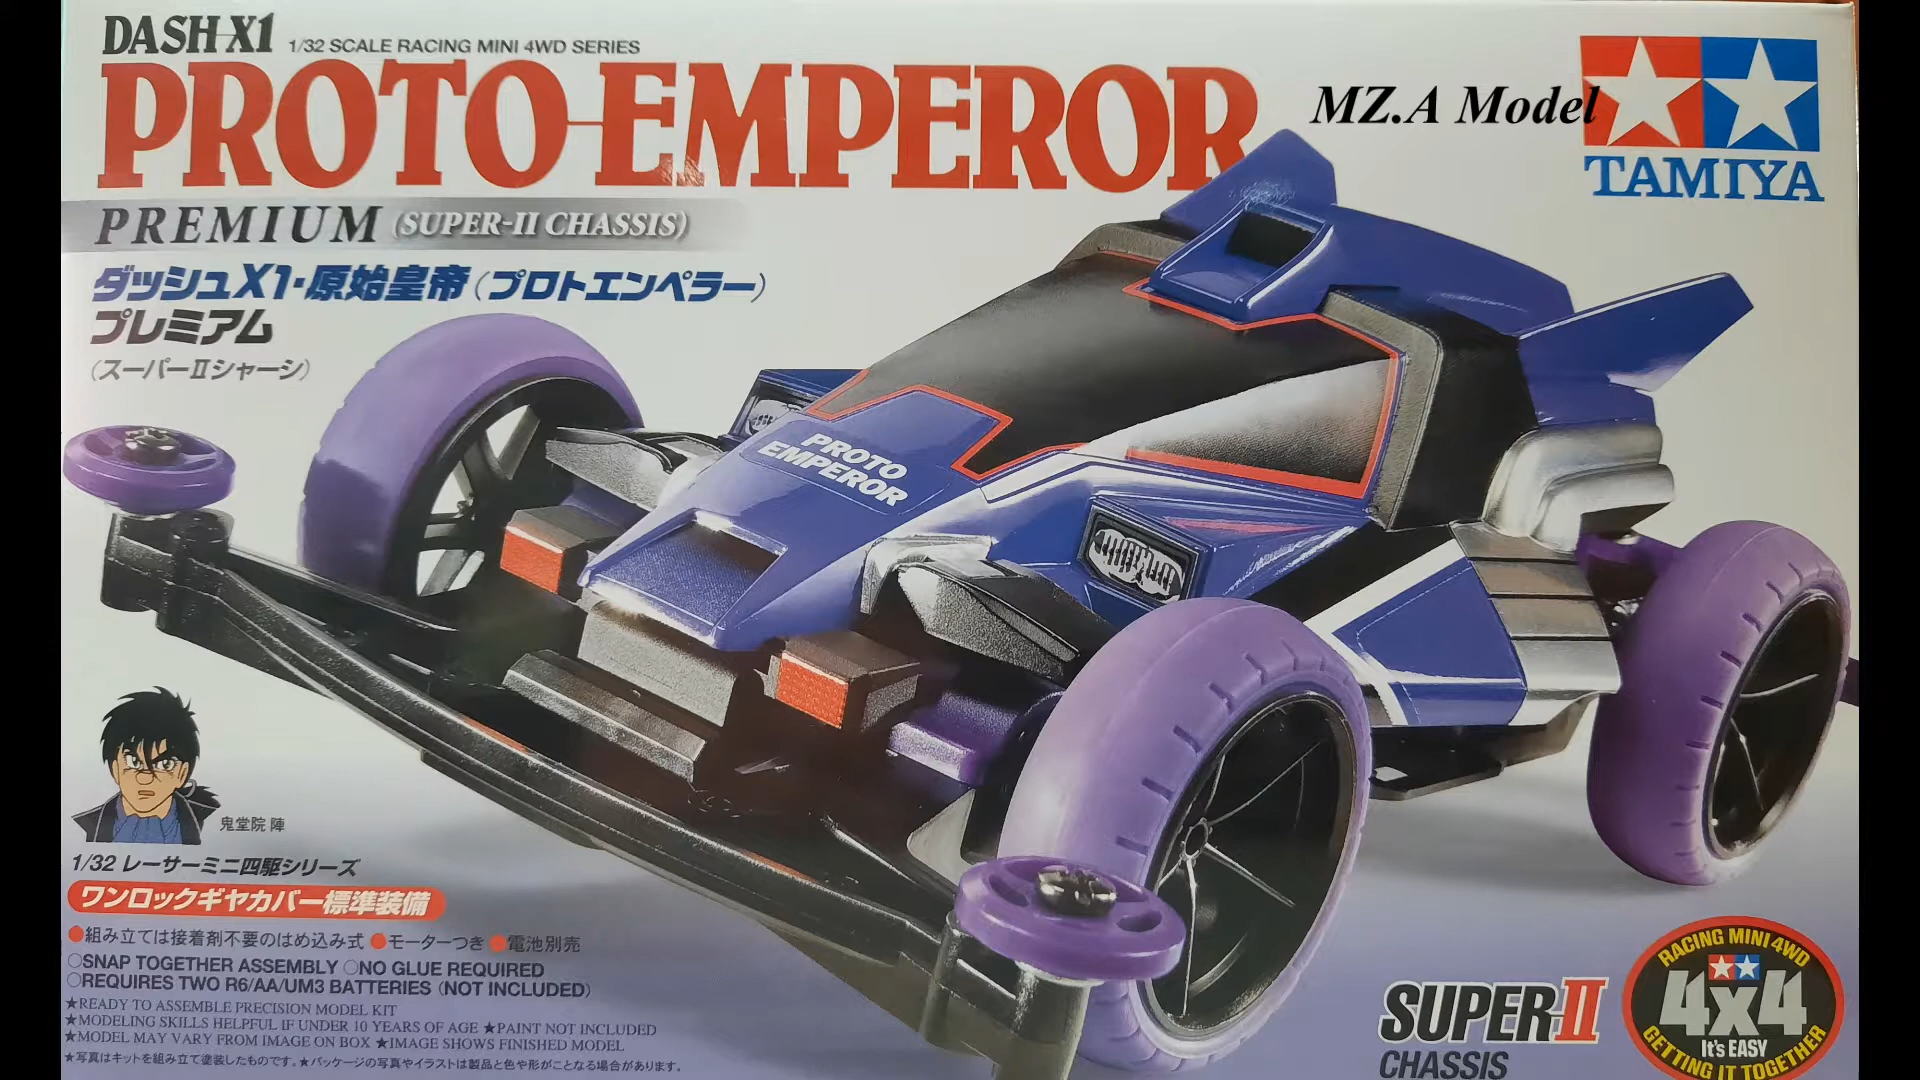 DASH-X1 1/32 SCALE RACING MINI 4WD SERIES
PROTO-EMPEROR
MZ.A Model
TAMIYA
PREMIUM (SUPER-II CHASSIS)
ダッシュX1・原始皇帝(プロトエンペラー)
プレミアム
(スーパーIIシャーシ)
PROTO
EMPEROR
鬼堂院 陣
1/32 レーサーミニ四駆シリーズ
ワンロックギヤカバー標準装備
●組み立ては接着剤不要のはめ込み式 ●モーターつき ●電池別売
○SNAP TOGETHER ASSEMBLY ○NO GLUE REQUIRED
○REQUIRES TWO R6/AA/UM3 BATTERIES (NOT INCLUDED)
★READY TO ASSEMBLE PRECISION MODEL KIT
★MODELING SKILLS HELPFUL IF UNDER 10 YEARS OF AGE ★PAINT NOT INCLUDED
★MODEL MAY VARY FROM IMAGE ON BOX ★IMAGE SHOWS FINISHED MODEL
★写真はキットを組み立て塗装したものです。★パッケージの写真やイラストは製品と色や形がことなる場合があります。
SUPER-II
CHASSIS
RACING MINI 4WD
4x4
It's EASY
GETTING IT TOGETHER